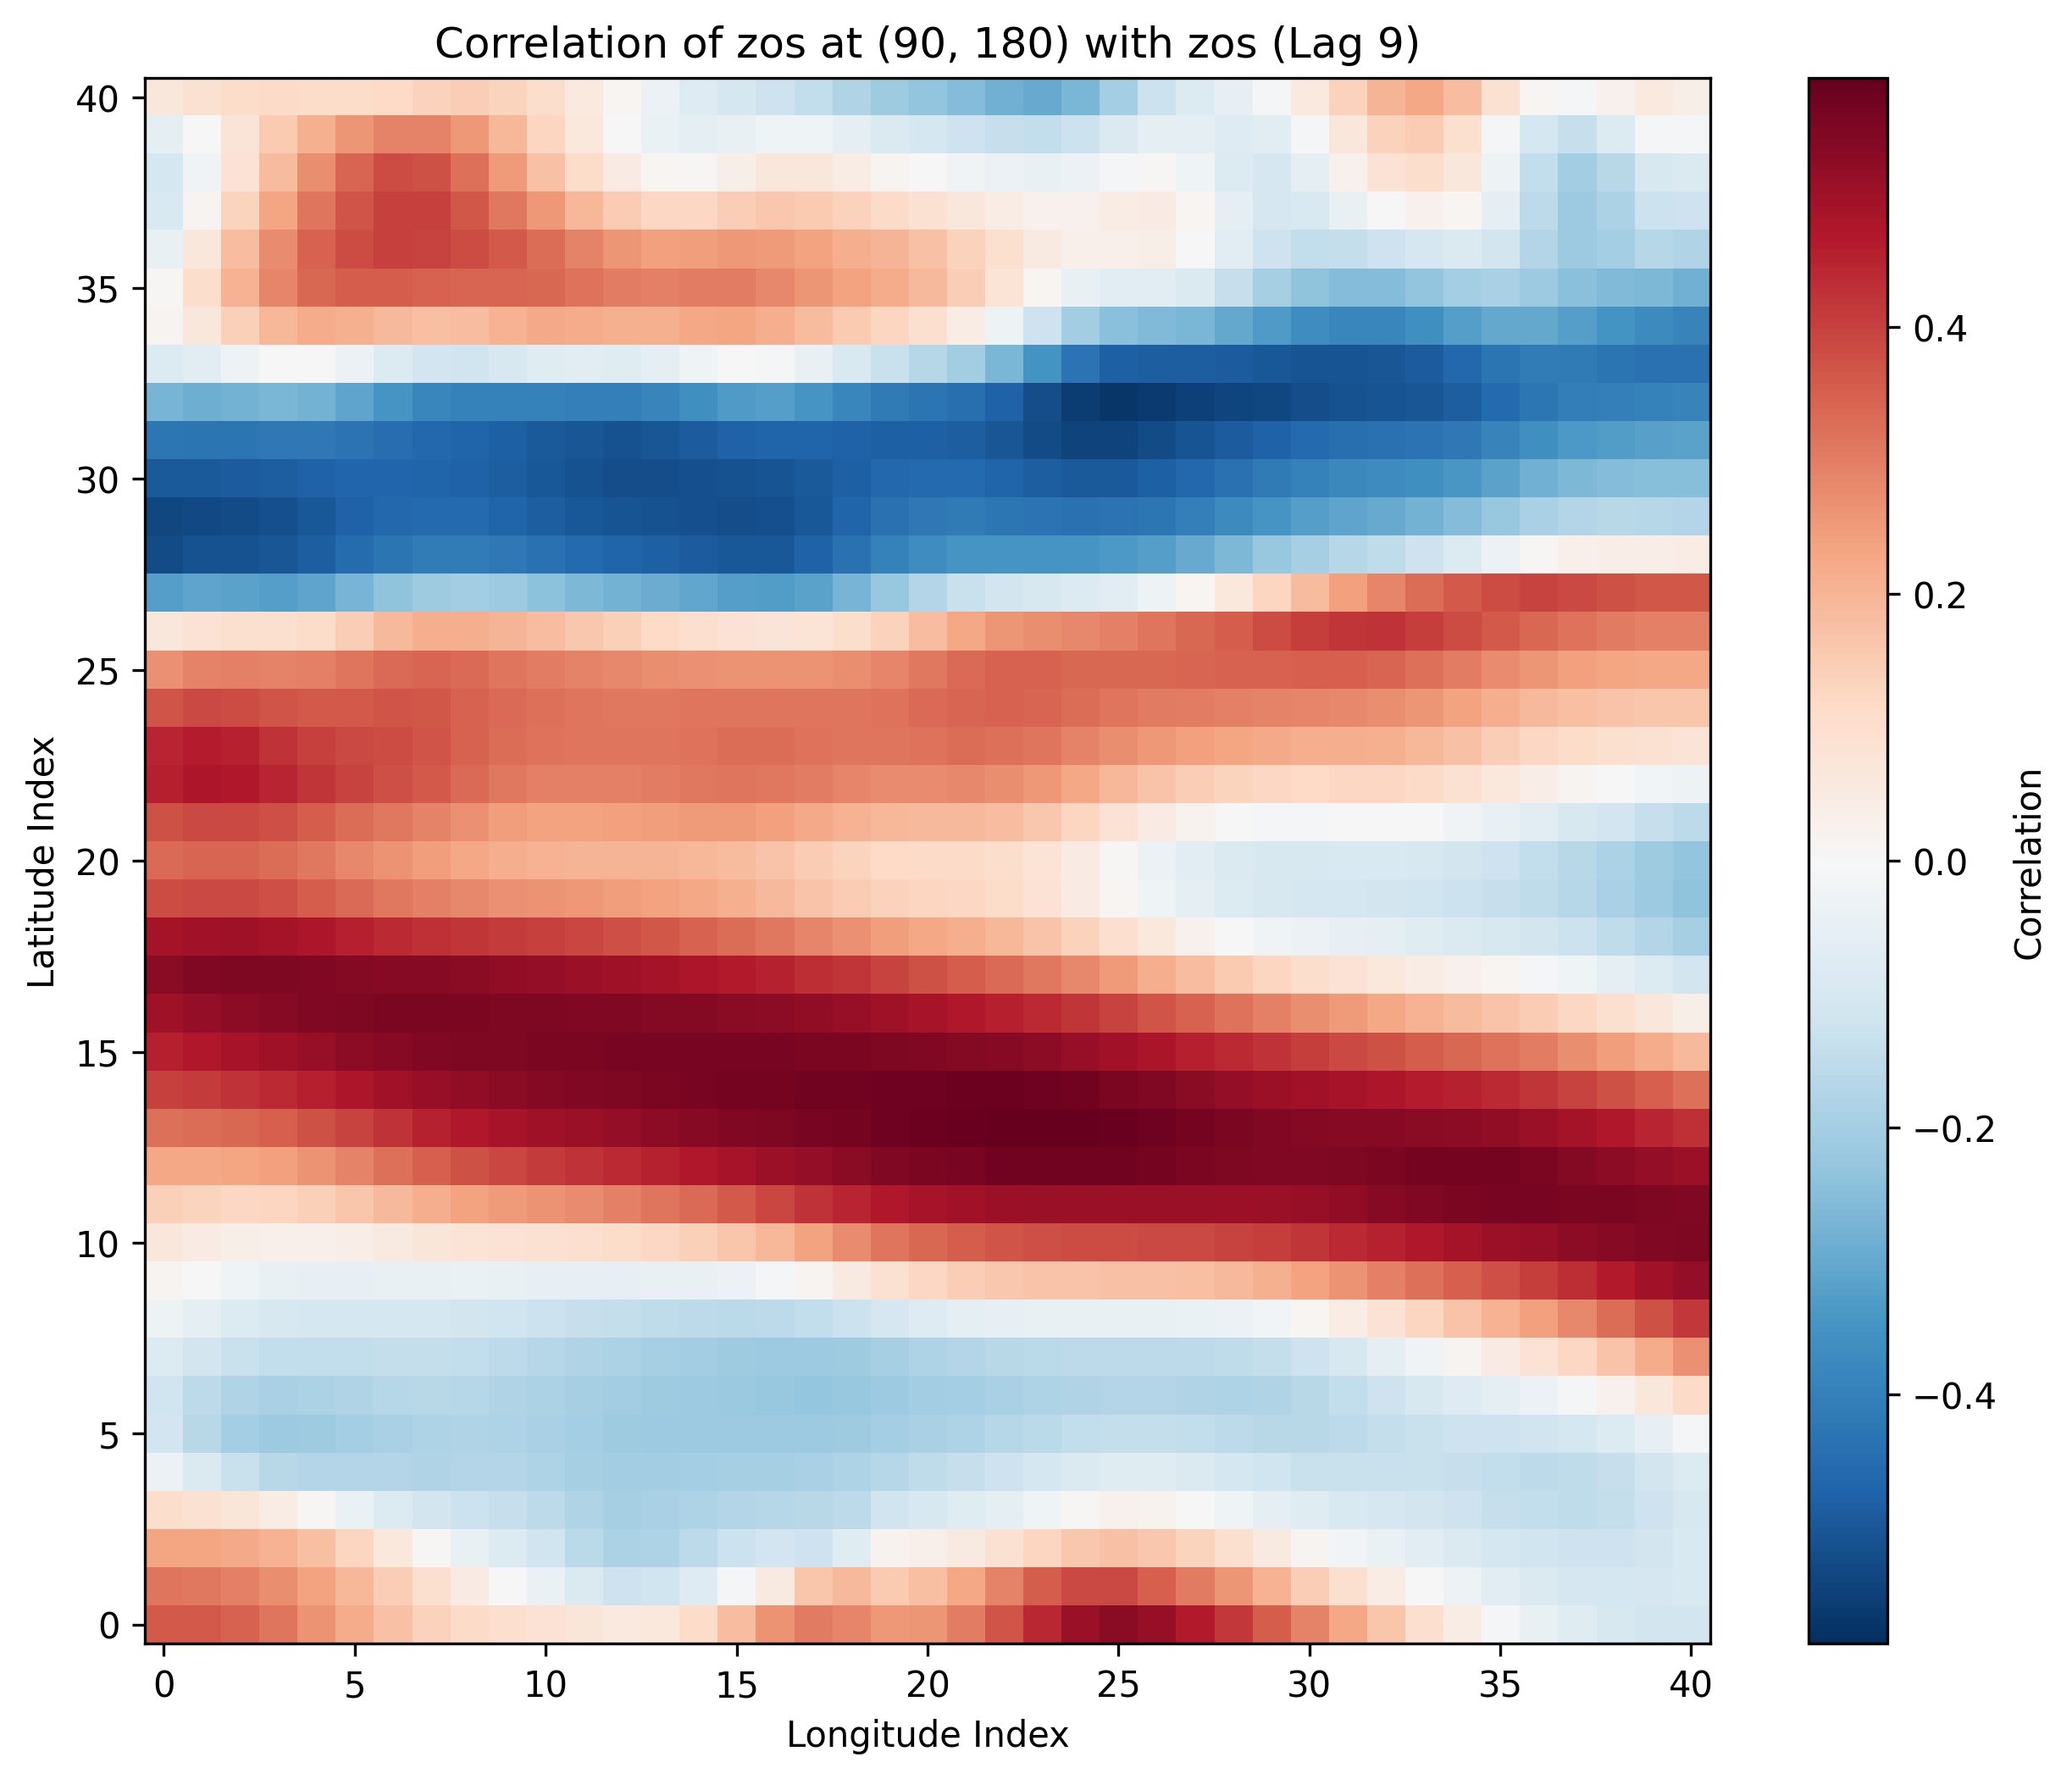 Correlation of zos at (90, 180) with zos (Lag 9)
40
35
30
25
20
15
10
5
0
Latitude Index
0 5 10 15 20 25 30 35 40
Longitude Index
0.4
0.2
0.0
−0.2
−0.4
Correlation